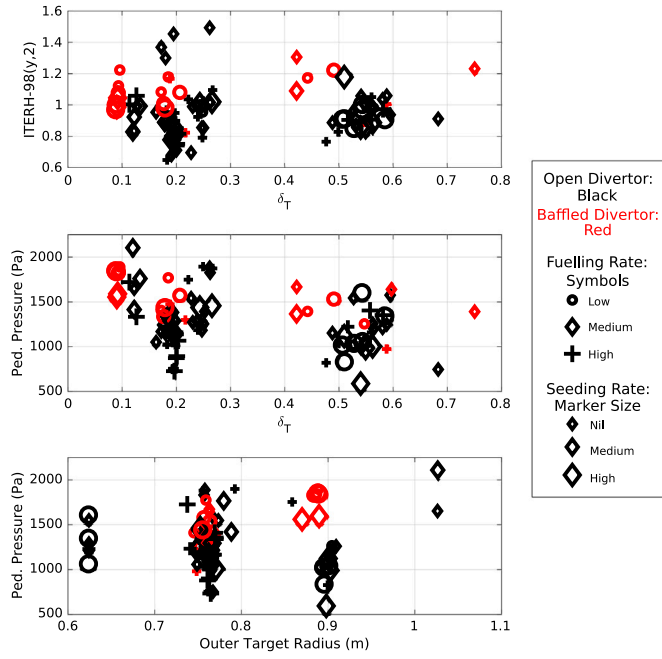 1.6
1.4
1.2
1
0.8
0.6
ITERH-98(y,2)
0 0.1 0.2 0.3 0.4 0.5 0.6 0.7 0.8
δT
2000
1500
1000
500
Ped. Pressure (Pa)
0 0.1 0.2 0.3 0.4 0.5 0.6 0.7 0.8
δT
2000
1500
1000
500
Ped. Pressure (Pa)
0.6 0.7 0.8 0.9 1 1.1
Outer Target Radius (m)
Open Divertor:
Black
Baffled Divertor:
Red
Fuelling Rate:
Symbols
Low
Medium
High
Seeding Rate:
Marker Size
Nil
Medium
High